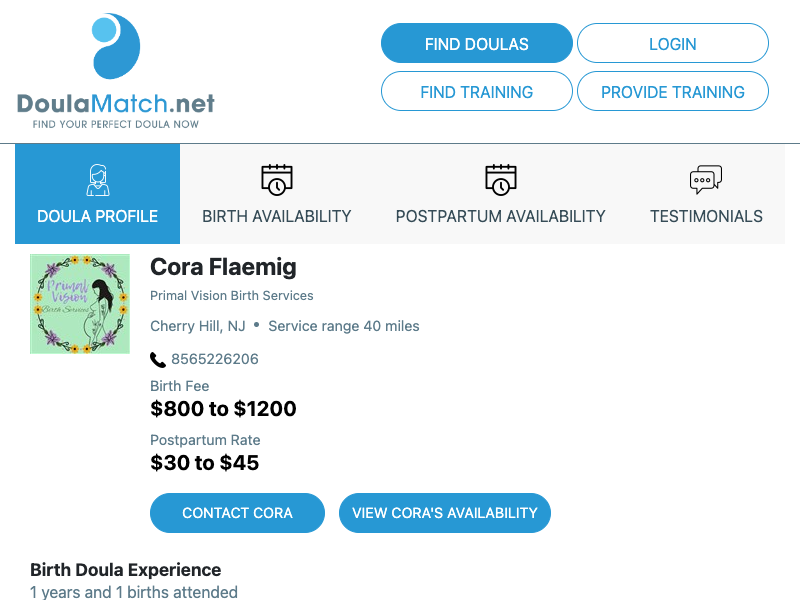 DoulaMatch.net
FIND YOUR PERFECT DOULA NOW
FIND DOULAS
LOGIN
FIND TRAINING
PROVIDE TRAINING
DOULA PROFILE
BIRTH AVAILABILITY
POSTPARTUM AVAILABILITY
TESTIMONIALS
Primal
Vision
Birth Services
Cora Flaemig
Primal Vision Birth Services
Cherry Hill, NJ • Service range 40 miles
8565226206
Birth Fee
$800 to $1200
Postpartum Rate
$30 to $45
CONTACT CORA
VIEW CORA'S AVAILABILITY
Birth Doula Experience
1 years and 1 births attended